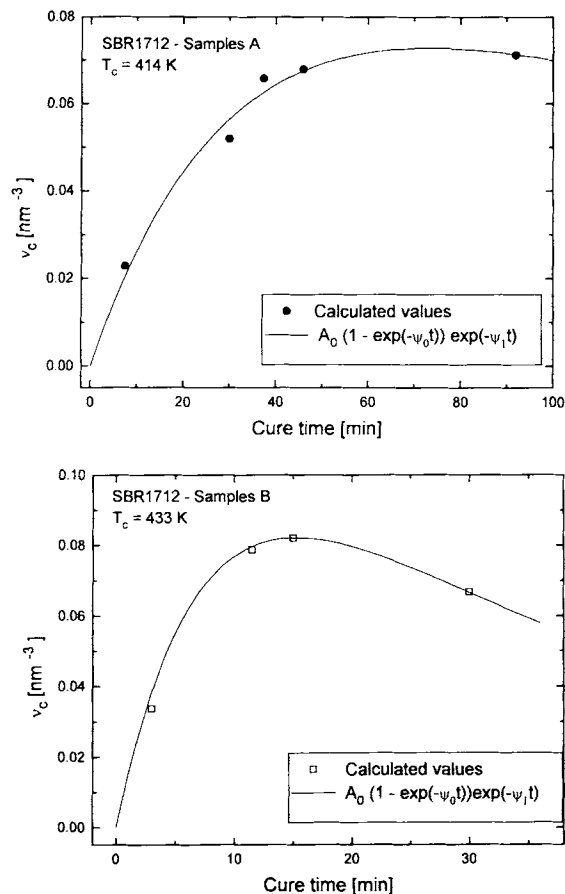 0.08
SBR1712 - Samples A
T_c = 414 K
0.06
0.04
0.02
0.00
ν_c [nm⁻³]
● Calculated values
— A_0 (1 - exp(-ψ_0t)) exp(-ψ_1t)
0 20 40 60 80 100
Cure time [min]
0.10
SBR1712 - Samples B
T_c = 433 K
0.08
0.06
0.04
0.02
0.00
ν_c [nm⁻³]
□ Calculated values
— A_0 (1 - exp(-ψ_0t))exp(-ψ_1t)
0 10 20 30
Cure time [min]